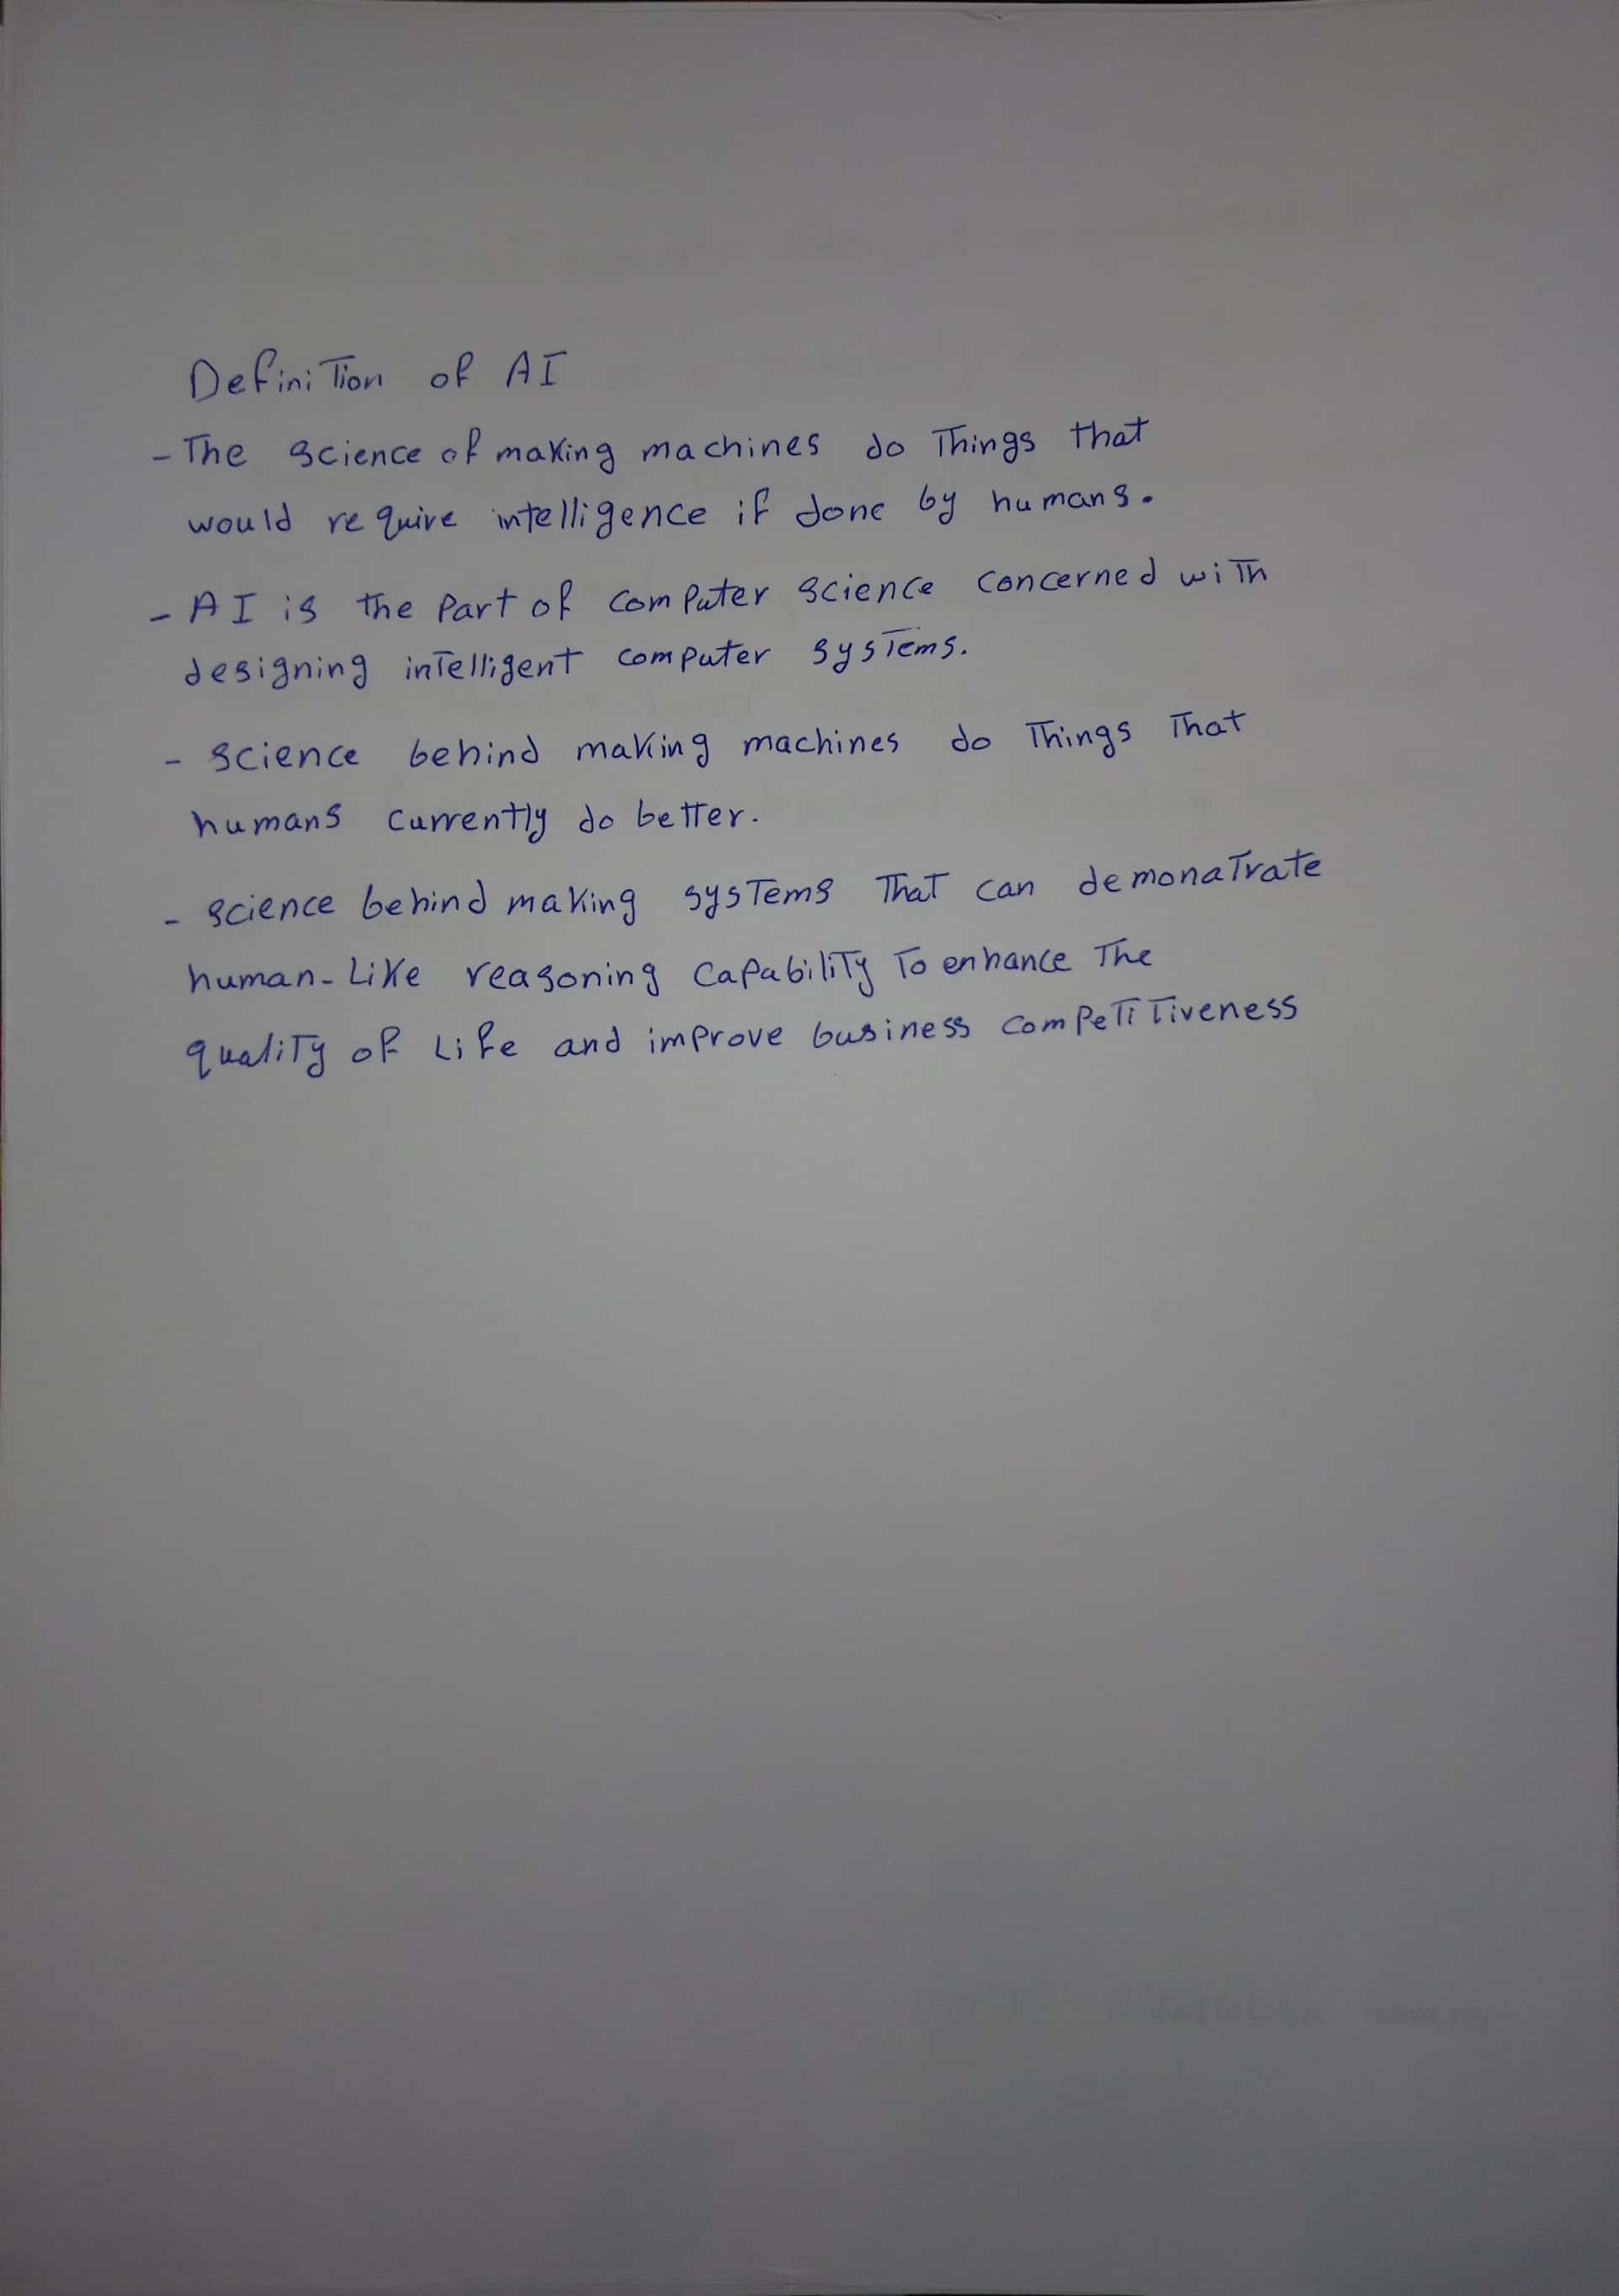 Definition of AI
- The science of making machines do Things that
would require intelligence if done by humans.
- AI is the part of computer science concerned with
designing intelligent computer systems.
- science behind making machines do Things That
humans currently do better.
- science behind making systems That can demonatrate
human-Like reasoning capability To enhance The
quality of Life and improve business competitiveness